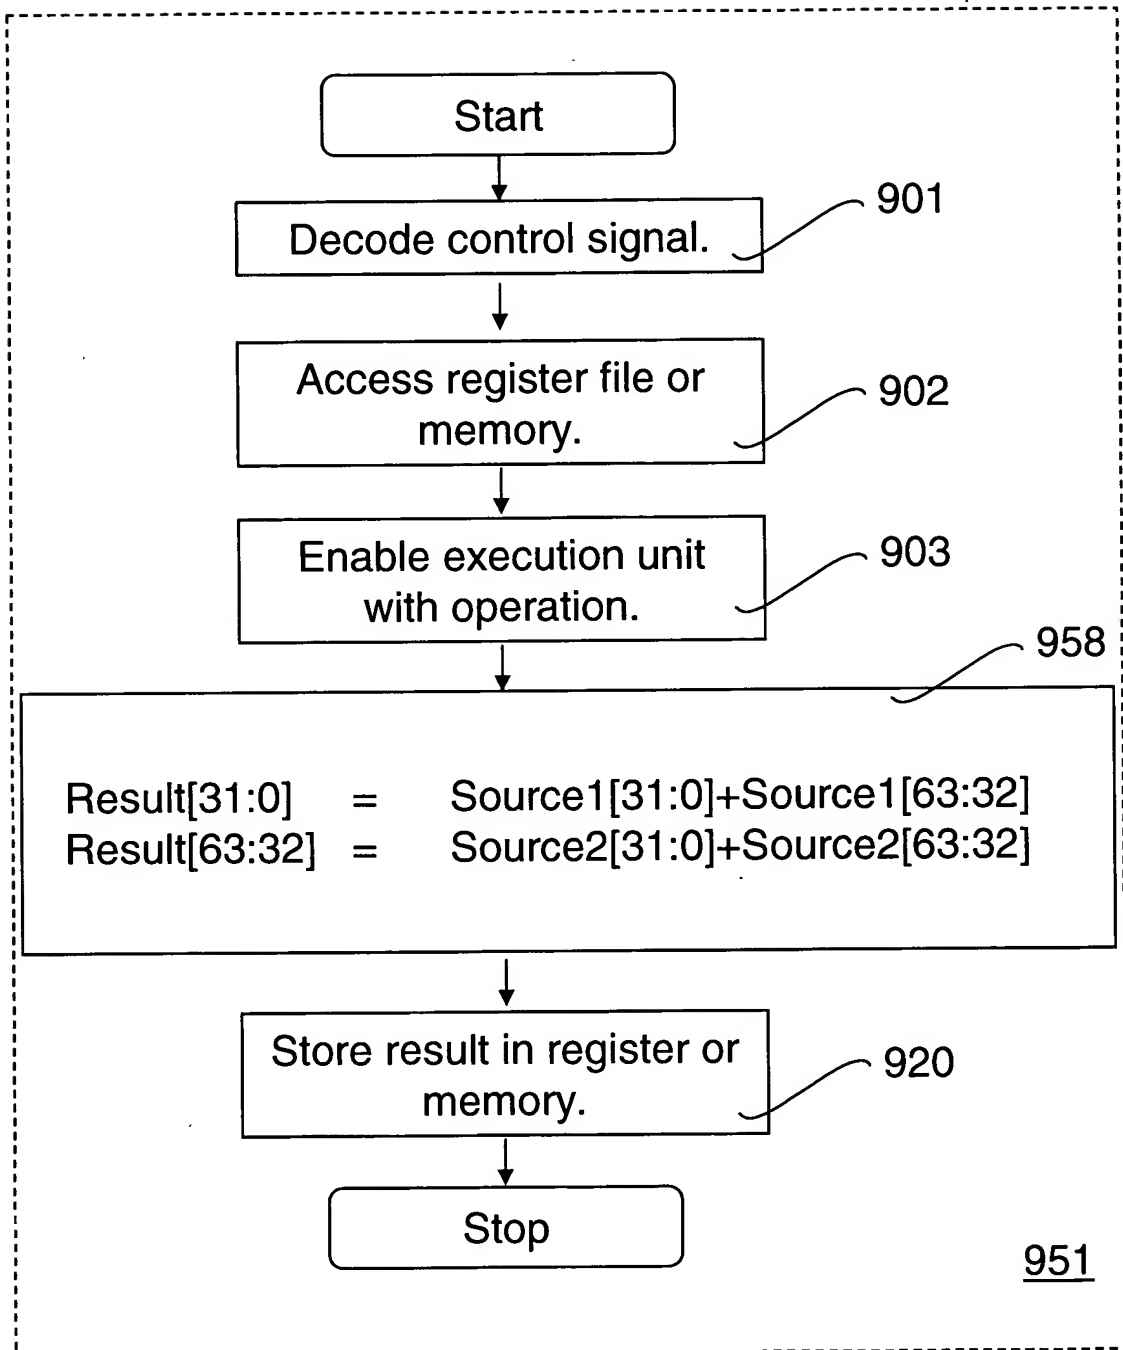 Start
Decode control signal.
901
Access register file or
memory.
902
Enable execution unit
with operation.
903
958
Result[31:0] = Source1[31:0]+Source1[63:32]
Result[63:32] = Source2[31:0]+Source2[63:32]
Store result in register or
memory.
920
Stop
951